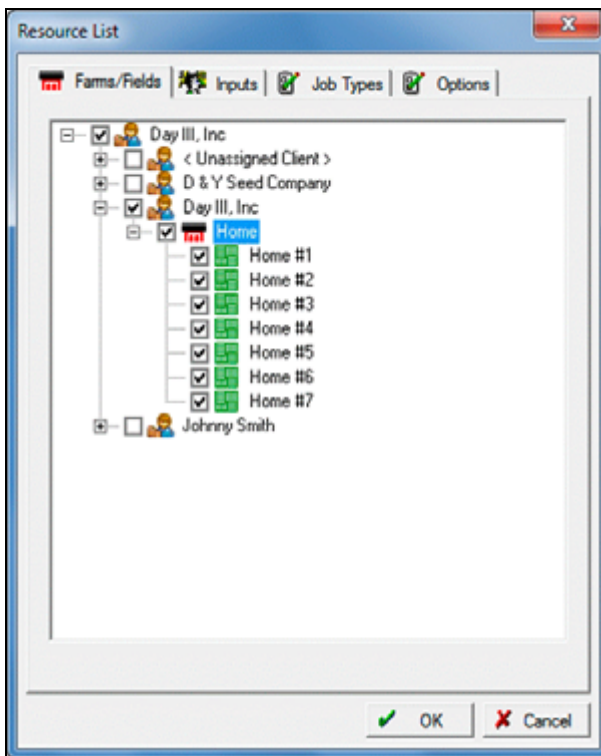 Resource List
Farms/Fields Inputs Job Types Options
Day III, Inc
< Unassigned Client >
D & Y Seed Company
Day III, Inc
Home
Home #1
Home #2
Home #3
Home #4
Home #5
Home #6
Home #7
Johnny Smith
OK Cancel